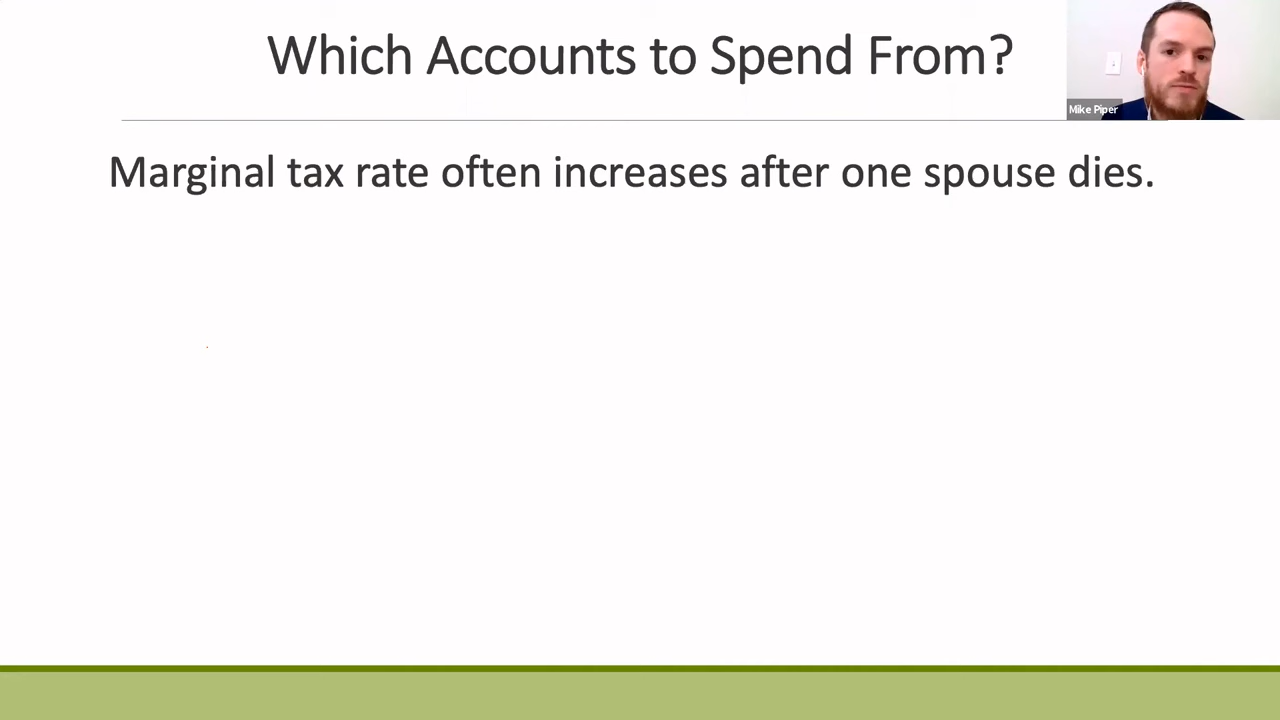 Which Accounts to Spend From?
Mike Piper
Marginal tax rate often increases after one spouse dies.